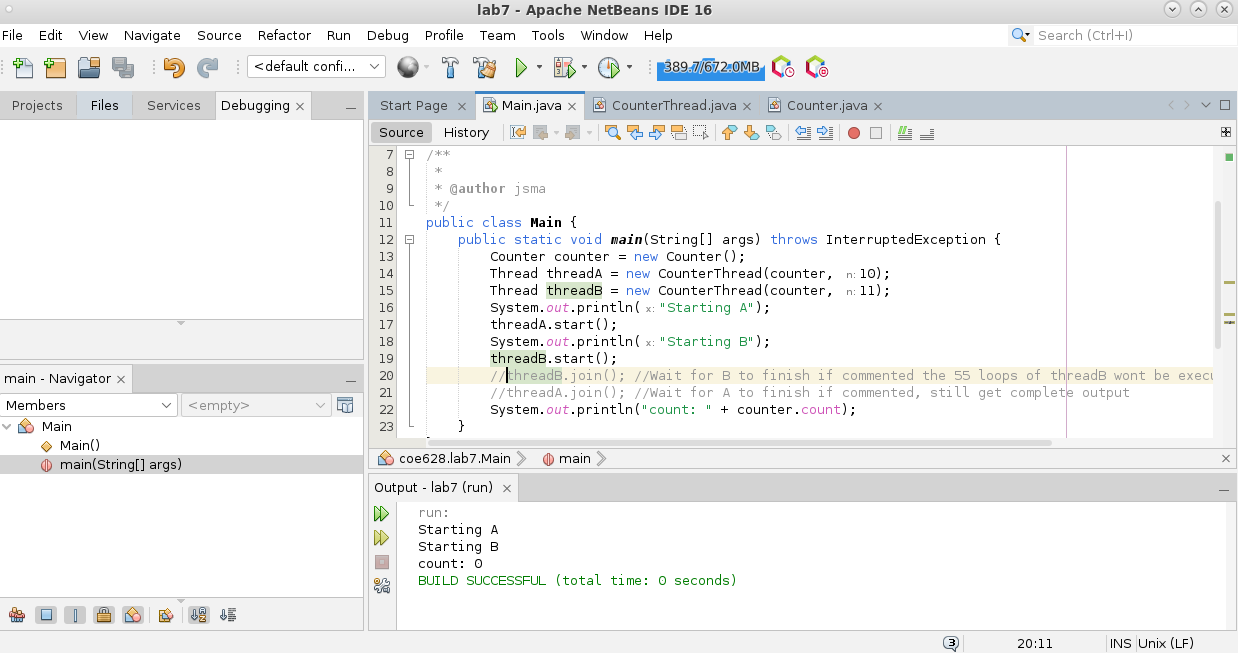 lab7 - Apache NetBeans IDE 16
File Edit View Navigate Source Refactor Run Debug Profile Team Tools Window Help
Search (Ctrl+I)
<default confi...
389.7/672.0MB
Projects Files Services Debugging
Start Page Main.java CounterThread.java Counter.java
Source History
7 /**
8 *
9 * @author jsma
10 */
11 public class Main {
12 public static void main(String[] args) throws InterruptedException {
13 Counter counter = new Counter();
14 Thread threadA = new CounterThread(counter, n: 10);
15 Thread threadB = new CounterThread(counter, n: 11);
16 System.out.println( x: "Starting A");
17 threadA.start();
18 System.out.println( x: "Starting B");
19 threadB.start();
20 //threadB.join(); //Wait for B to finish if commented the 55 loops of threadB wont be execu
21 //threadA.join(); //Wait for A to finish if commented, still get complete output
22 System.out.println("count: " + counter.count);
23 }
main - Navigator
Members <empty>
Main
Main()
main(String[] args)
coe628.lab7.Main main
Output - lab7 (run)
run:
Starting A
Starting B
count: 0
BUILD SUCCESSFUL (total time: 0 seconds)
3 20:11 INS Unix (LF)